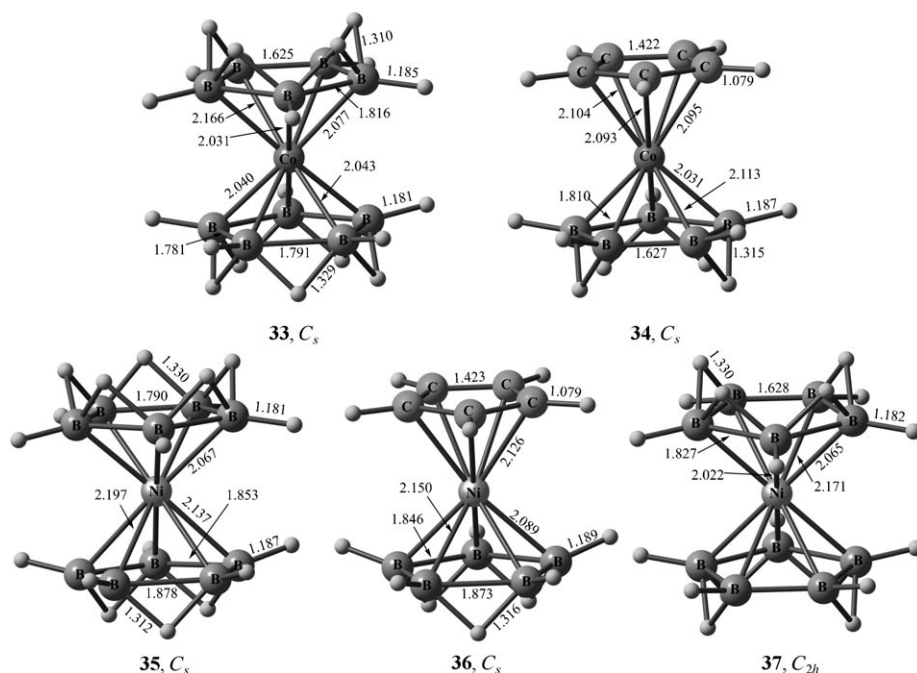 B B B B B
1.625 1.310
1.185
2.166 1.816
2.031 2.077
Co
2.040 2.043
B B B B B
1.181
1.781 1.791
1.329
33, Cs
C C C C C
1.422
1.079
2.104
2.093 2.095
Co
2.031 2.113
1.810 1.187
B B B B B
1.627 1.315
34, Cs
1.330
B B B B B
1.790
1.181
2.067
Ni
2.197 1.853
2.137
1.187
B B B B B
1.878
1.312
35, Cs
C C C C C
1.423
1.079
2.126
Ni
2.150
1.846 2.089
1.189
B B B B B
1.873
1.316
36, Cs
1.330
B B B B B
1.628
1.182
1.827
2.022 2.065
Ni
2.171
B B B B B
37, C2h